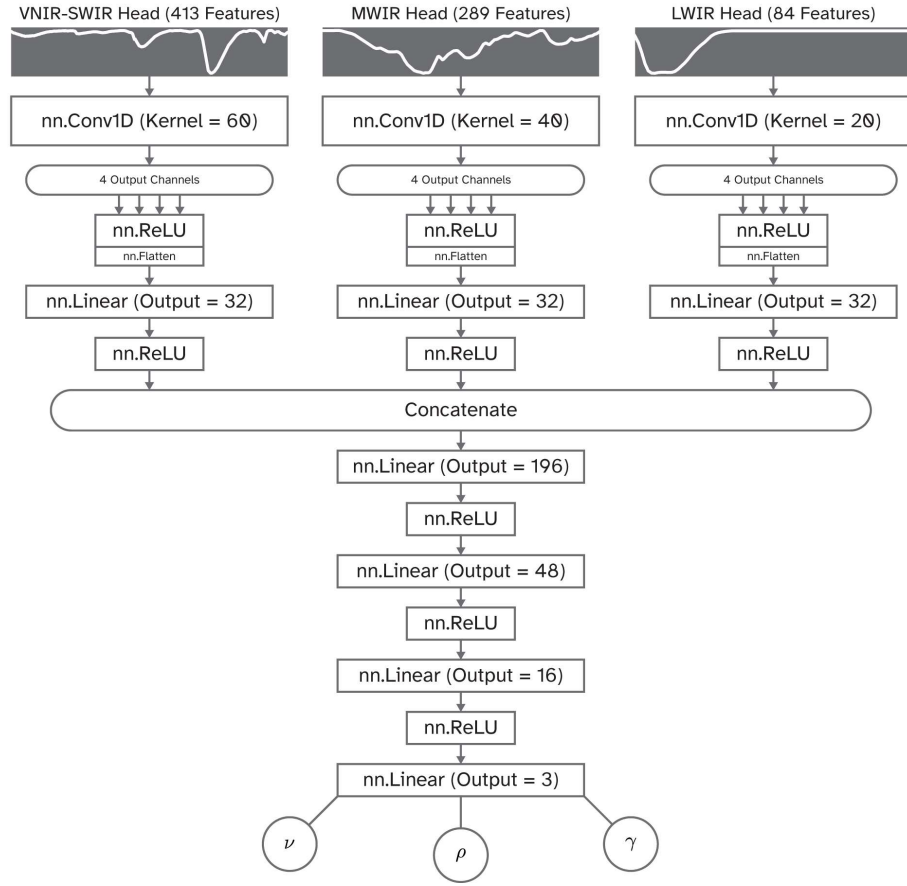 VNIR-SWIR Head (413 Features)
MWIR Head (289 Features)
LWIR Head (84 Features)
nn.Conv1D (Kernel = 60)
nn.Conv1D (Kernel = 40)
nn.Conv1D (Kernel = 20)
4 Output Channels
4 Output Channels
4 Output Channels
nn.ReLU
nn.ReLU
nn.ReLU
nn.Flatten
nn.Flatten
nn.Flatten
nn.Linear (Output = 32)
nn.Linear (Output = 32)
nn.Linear (Output = 32)
nn.ReLU
nn.ReLU
nn.ReLU
Concatenate
nn.Linear (Output = 196)
nn.ReLU
nn.Linear (Output = 48)
nn.ReLU
nn.Linear (Output = 16)
nn.ReLU
nn.Linear (Output = 3)
ν
ρ
γ